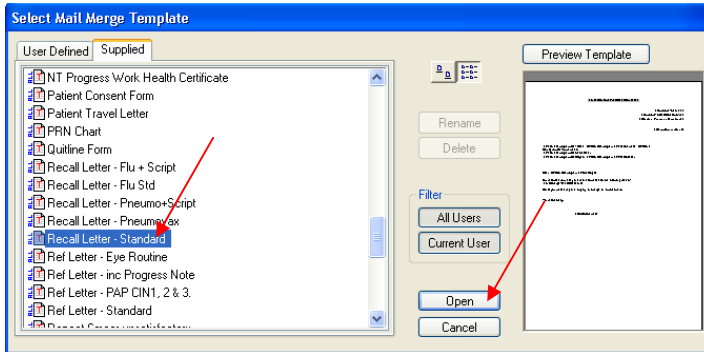 Select Mail Merge Template
User Defined
Supplied
NT Progress Work Health Certificate
Patient Consent Form
Patient Travel Letter
PRN Chart
Quitline Form
Recall Letter - Flu + Script
Recall Letter - Flu Std
Recall Letter - Pneumo+Script
Recall Letter - Pneumovax
Recall Letter - Standard
Ref Letter - Eye Routine
Ref Letter - inc Progress Note
Ref Letter - PAP CIN1, 2 & 3.
Ref Letter - Standard
Rename
Delete
Filter
All Users
Current User
Open
Cancel
Preview Template